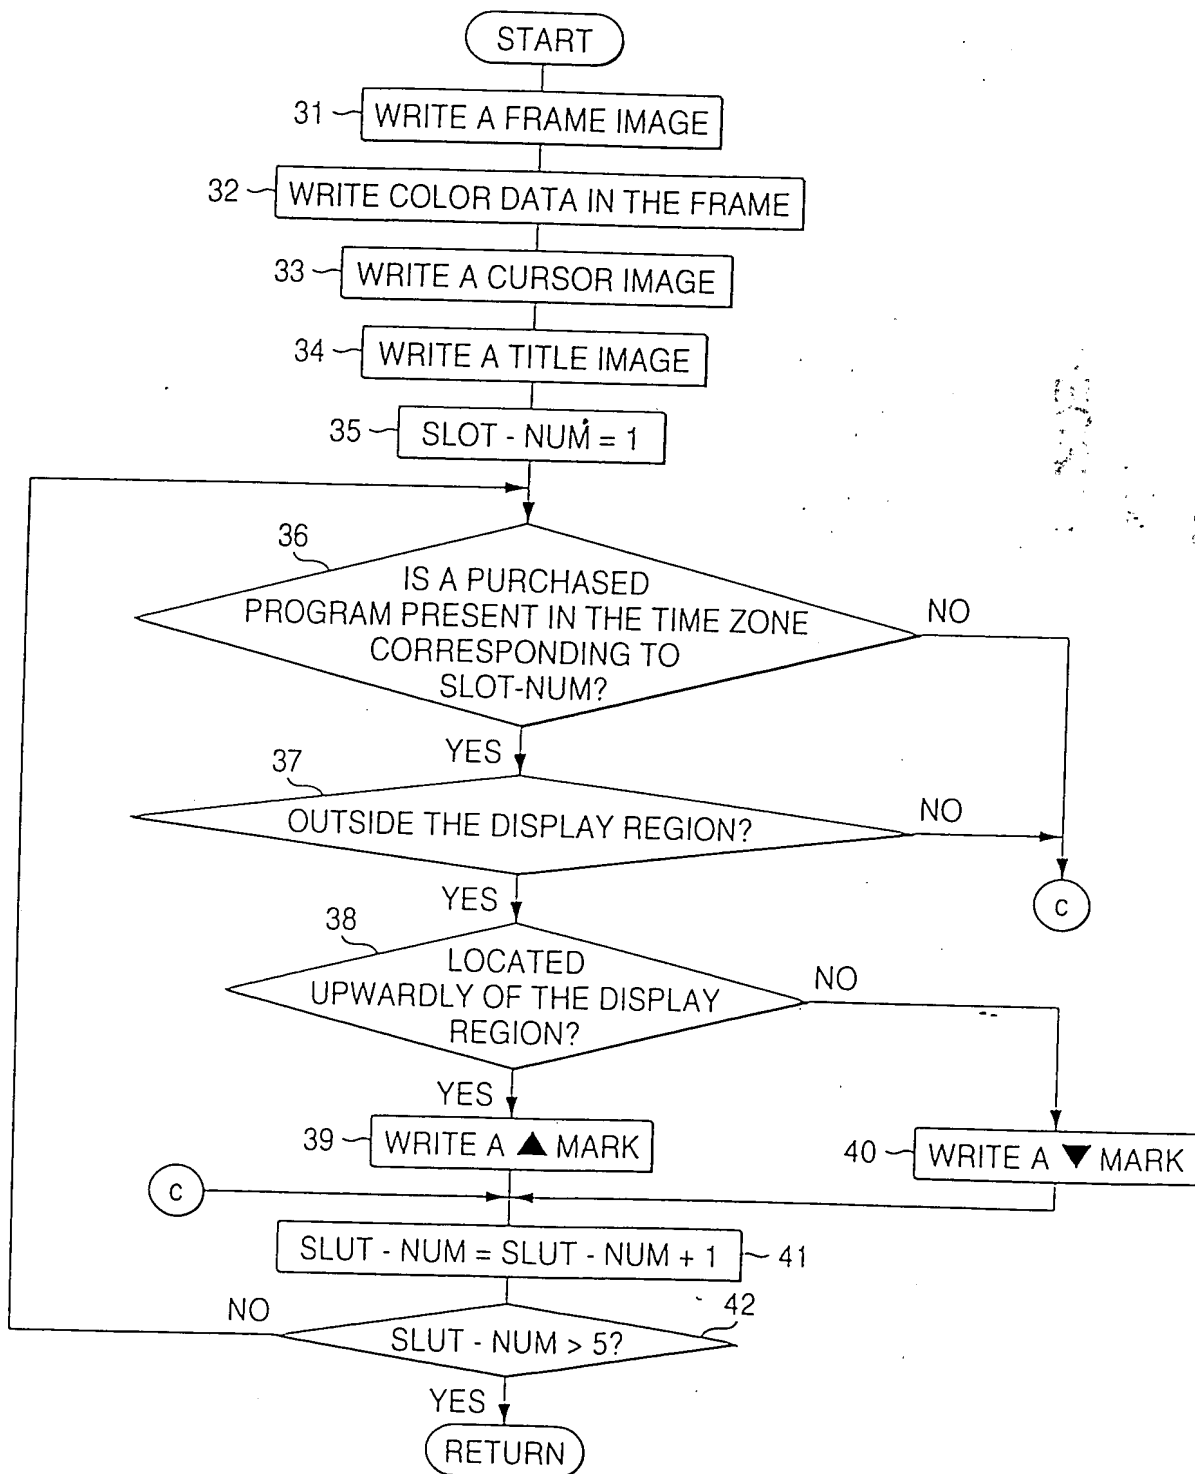 START
31 WRITE A FRAME IMAGE
32 WRITE COLOR DATA IN THE FRAME
33 WRITE A CURSOR IMAGE
34 WRITE A TITLE IMAGE
35 SLOT - NUM = 1
36
IS A PURCHASED
PROGRAM PRESENT IN THE TIME ZONE
CORRESPONDING TO
SLOT-NUM?
NO
YES
37
OUTSIDE THE DISPLAY REGION?
NO
YES
c
38
LOCATED
UPWARDLY OF THE DISPLAY
REGION?
NO
YES
39 WRITE A ▲ MARK
40 WRITE A ▼ MARK
c
SLUT - NUM = SLUT - NUM + 1 41
NO
42
SLUT - NUM > 5?
YES
RETURN